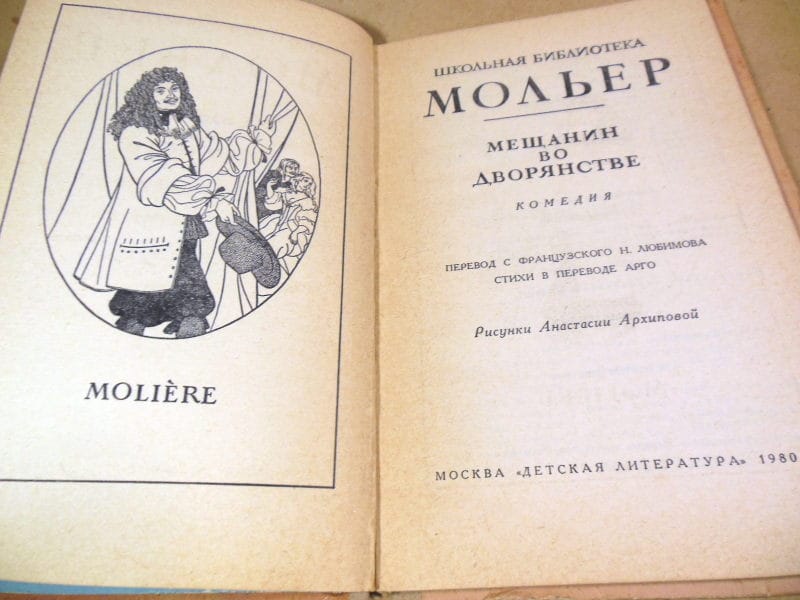 MOLIÈRE
ШКОЛЬНАЯ БИБЛИОТЕКА
МОЛЬЕР
МЕЩАНИН
ВО
ДВОРЯНСТВЕ
КОМЕДИЯ
ПЕРЕВОД С ФРАНЦУЗСКОГО Н. ЛЮБИМОВА
СТИХИ В ПЕРЕВОДЕ АРГО
Рисунки Анастасии Архиповой
МОСКВА «ДЕТСКАЯ ЛИТЕРАТУРА» 1980